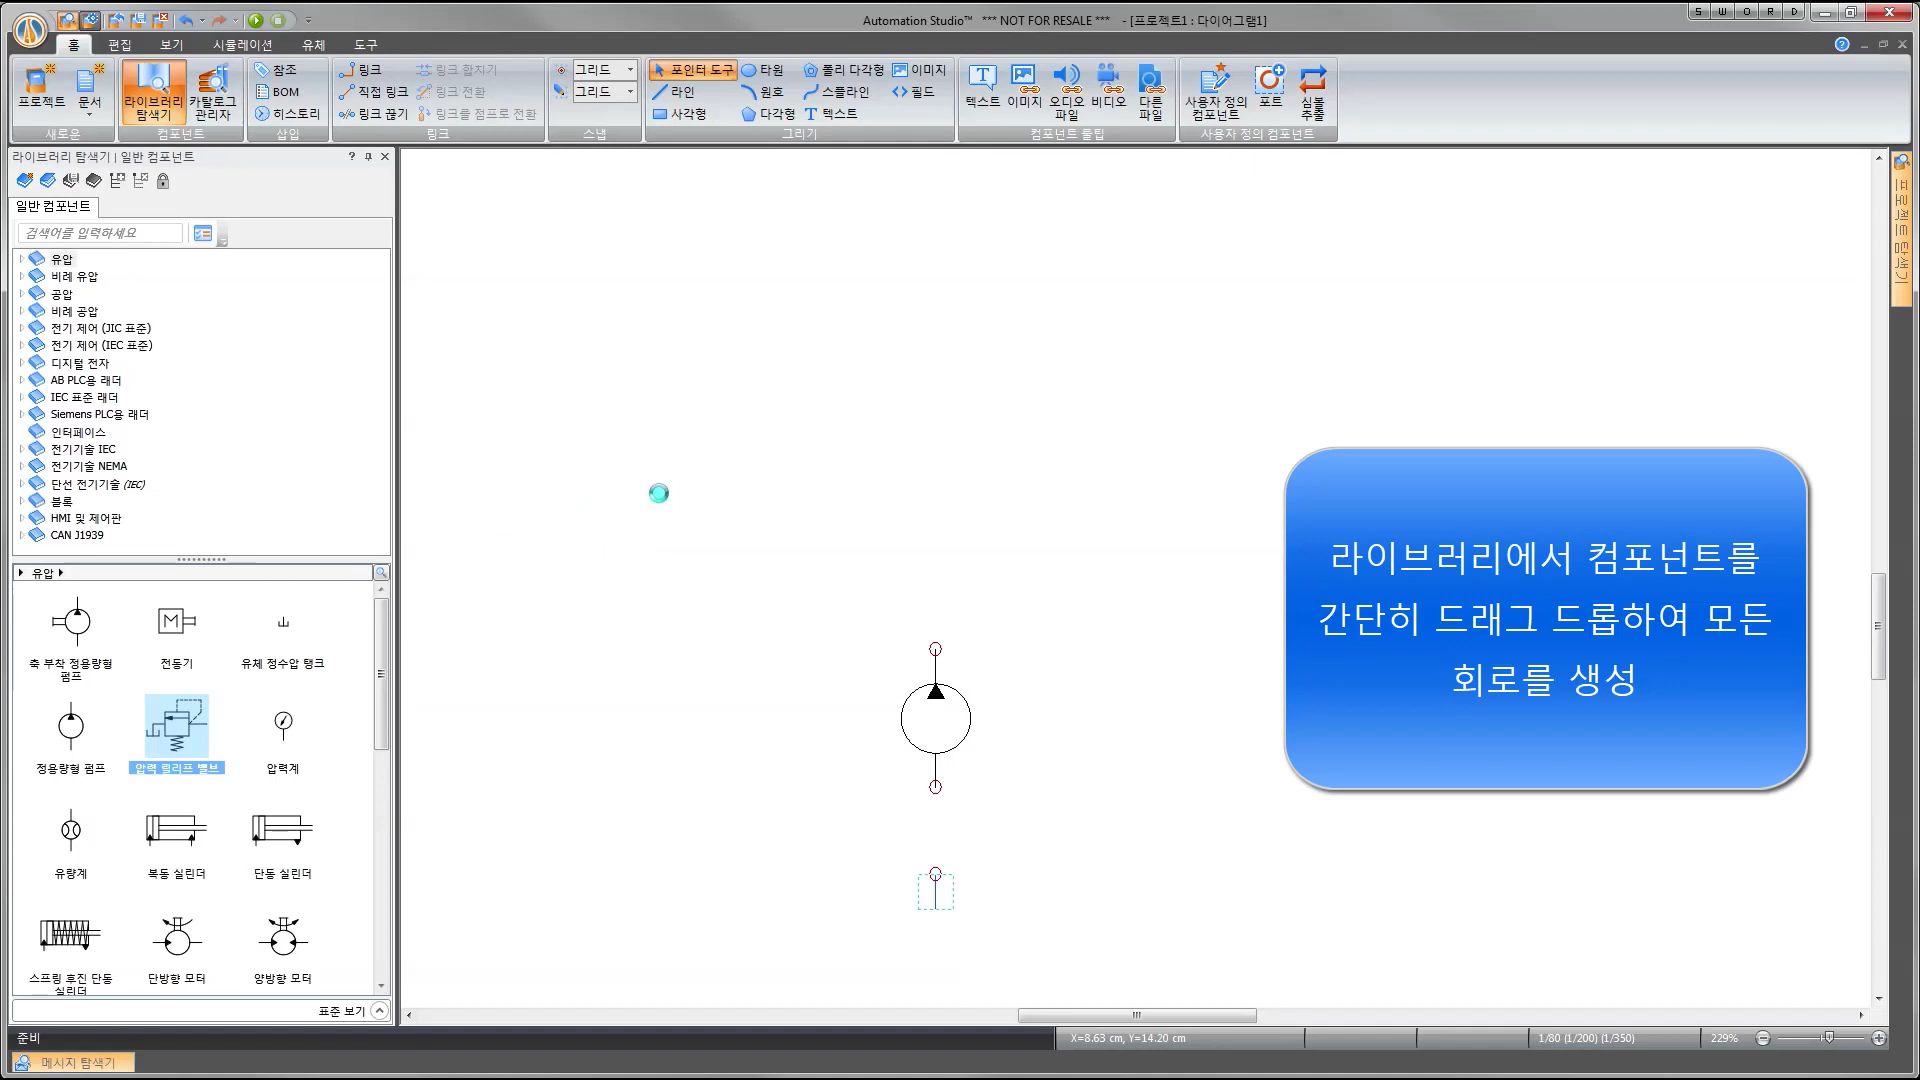 Automation Studio™ *** NOT FOR RESALE *** - [프로젝트1 : 다이어그램1]
S W O R D
홈 편집 보기 시뮬레이션 유체 도구
프로젝트 문서
새로운
라이브러리 탐색기
카탈로그 관리자
컴포넌트
참조
BOM
히스토리
삽입
링크 링크 합치기
직접 링크 링크 전환
링크 끊기 링크를 점프로 전환
링크
그리드
그리드
스냅
포인터 도구 타원 폴리 다각형 이미지
라인 원호 스플라인 필드
사각형 다각형 텍스트
그리기
텍스트 이미지 오디오 파일 비디오 다른 파일
컴포넌트 툴팁
사용자 정의 컴포넌트 포트 심볼 추출
사용자 정의 컴포넌트
라이브러리 탐색기 | 일반 컴포넌트
일반 컴포넌트
검색어를 입력하세요
유압
비례 유압
공압
비례 공압
전기 제어 (JIC 표준)
전기 제어 (IEC 표준)
디지털 전자
AB PLC용 래더
IEC 표준 래더
Siemens PLC용 래더
인터페이스
전기기술 IEC
전기기술 NEMA
단선 전기기술 (IEC)
블록
HMI 및 제어판
CAN J1939
유압
M
축 부착 정용량형 펌프
전동기
유체 정수압 탱크
정용량형 펌프
압력 릴리프 밸브
압력계
유량계
복동 실린더
단동 실린더
스프링 후진 단동 실린더
단방향 모터
양방향 모터
표준 보기
라이브러리에서 컴포넌트를
간단히 드래그 드롭하여 모든
회로를 생성
프로젝트 탐색기
준비
X=8.63 cm, Y=14.20 cm
1/80 (1/200) (1/350)
229%
메시지 탐색기